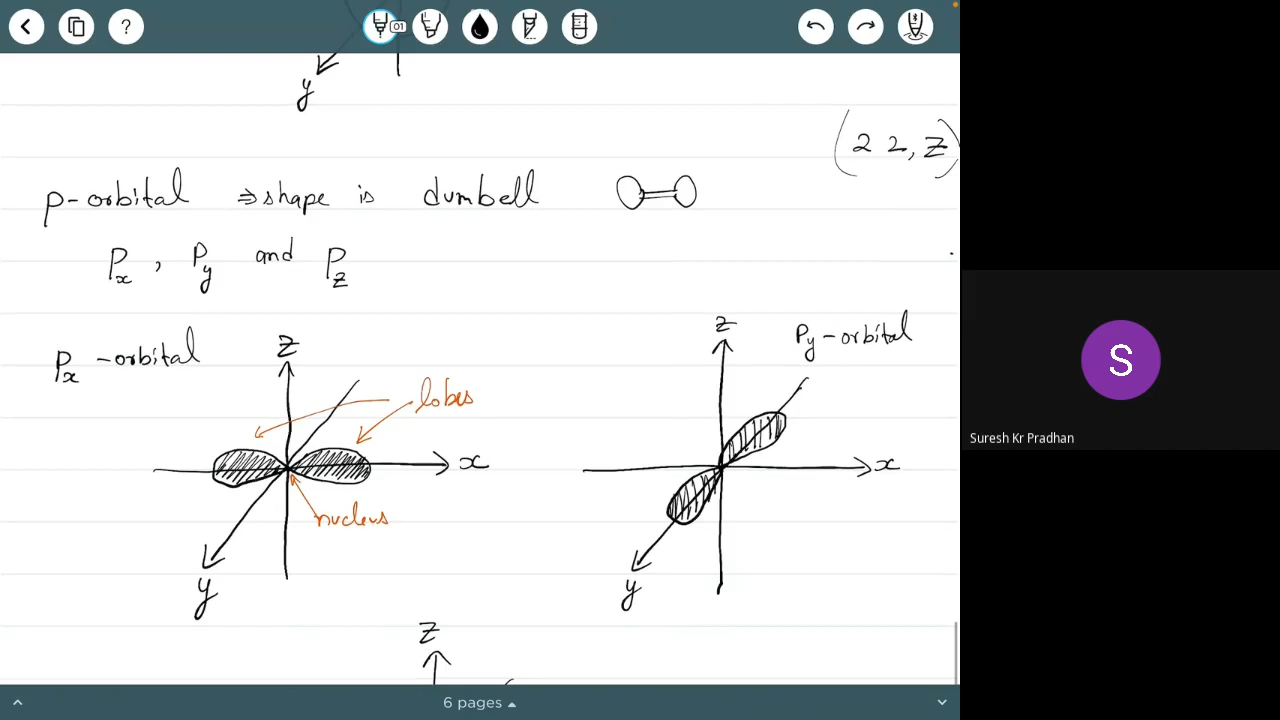 01
y
(2 2, z)
p-orbital ⇒ shape is dumbell
Px , Py and Pz
Px -orbital
z
lobes
x
nucleus
y
Py-orbital
z
x
y
z
S
Suresh Kr Pradhan
6 pages